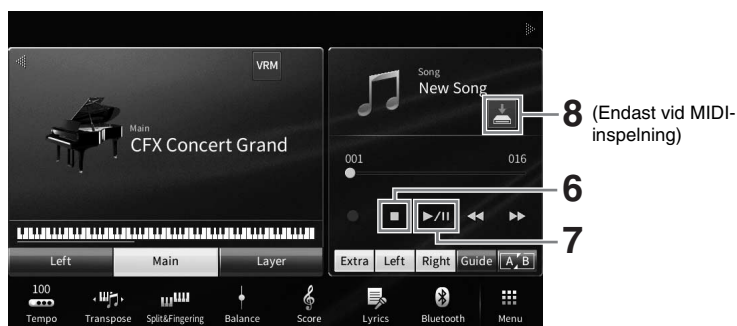 VRM
Main
CFX Concert Grand
Left
Main
Layer
Song
New Song
001 016
Extra Left Right Guide A B
100
Tempo
Transpose
Split&Fingering
Balance
Score
Lyrics
Bluetooth
Menu
8 (Endast vid MIDI-
inspelning)
6
7